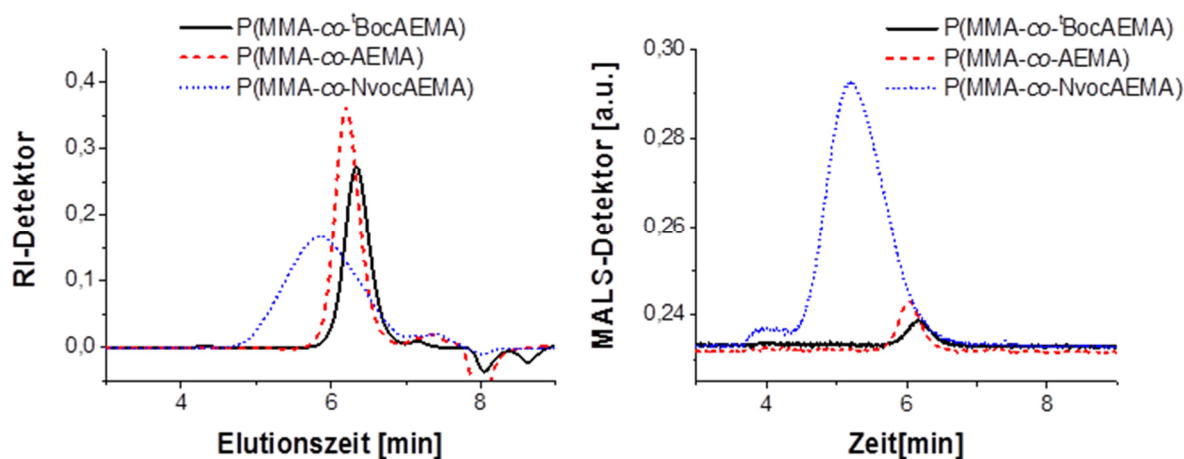 P(MMA-co-ᵗBocAEMA)
P(MMA-co-AEMA)
P(MMA-co-NvocAEMA)
0,4
0,3
0,2
0,1
0,0
RI-Detektor
4 6 8
Elutionszeit [min]
P(MMA-co-ᵗBocAEMA)
P(MMA-co-AEMA)
P(MMA-co-NvocAEMA)
0,30
0,28
0,26
0,24
MALS-Detektor [a.u.]
4 6 8
Zeit[min]